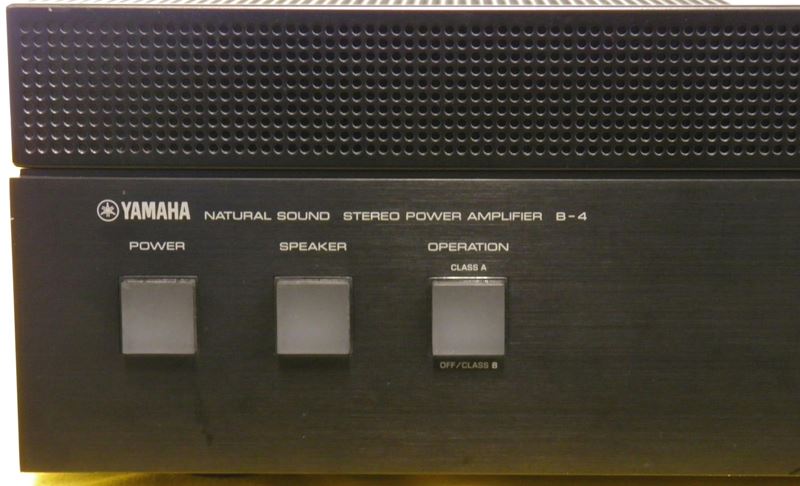 YAMAHA NATURAL SOUND STEREO POWER AMPLIFIER B-4
POWER SPEAKER OPERATION
CLASS A
OFF/CLASS B